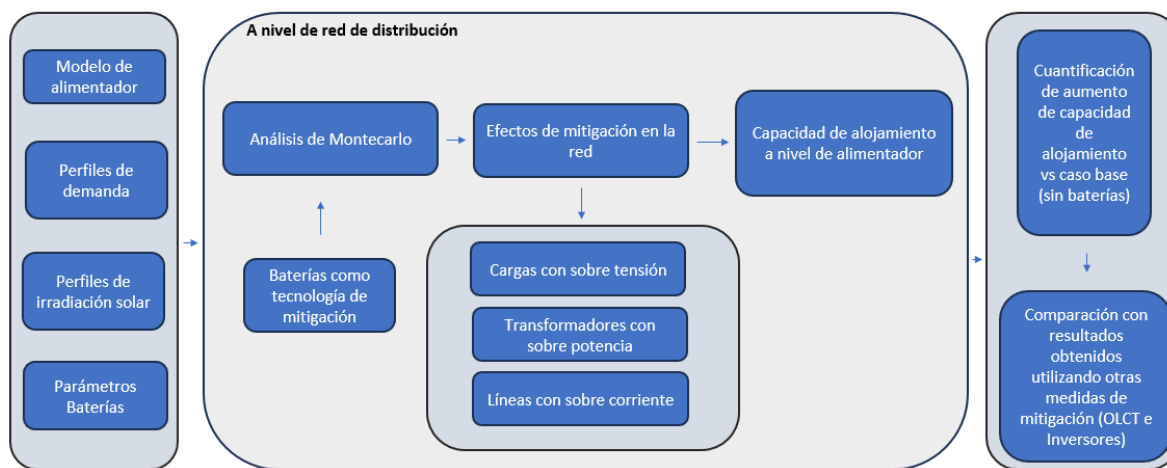 Modelo de
alimentador
Perfiles de
demanda
Perfiles de
irradiación solar
Parámetros
Baterías
A nivel de red de distribución
Análisis de Montecarlo
Baterías como
tecnología de
mitigación
Efectos de mitigación en la
red
Cargas con sobre tensión
Transformadores con
sobre potencia
Líneas con sobre corriente
Capacidad de alojamiento
a nivel de alimentador
Cuantificación
de aumento
de capacidad
de
alojamiento
vs caso base
(sin baterías)
Comparación con
resultados
obtenidos
utilizando otras
medidas de
mitigación (OLCT e
Inversores)